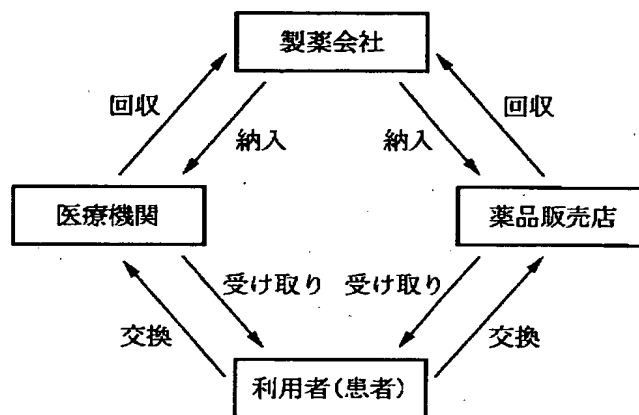 製薬会社
回収
回収
納入
納入
医療機関
薬品販売店
受け取り
受け取り
交換
交換
利用者(患者)